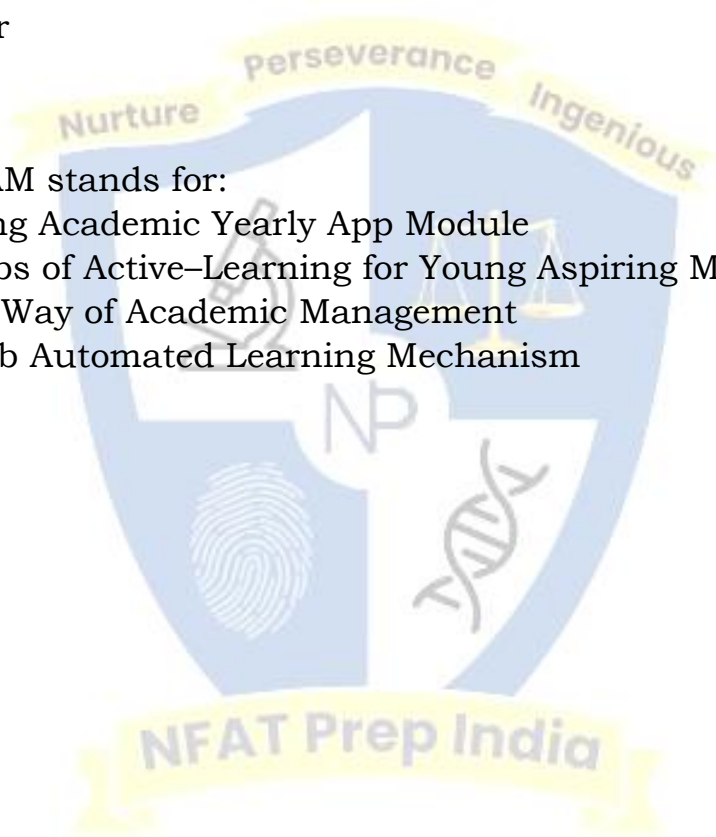 r
Perseverance
Nurture
Ingenious
AM stands for:
ng Academic Yearly App Module
bs of Active–Learning for Young Aspiring M
Way of Academic Management
b Automated Learning Mechanism
NP
NFAT Prep India